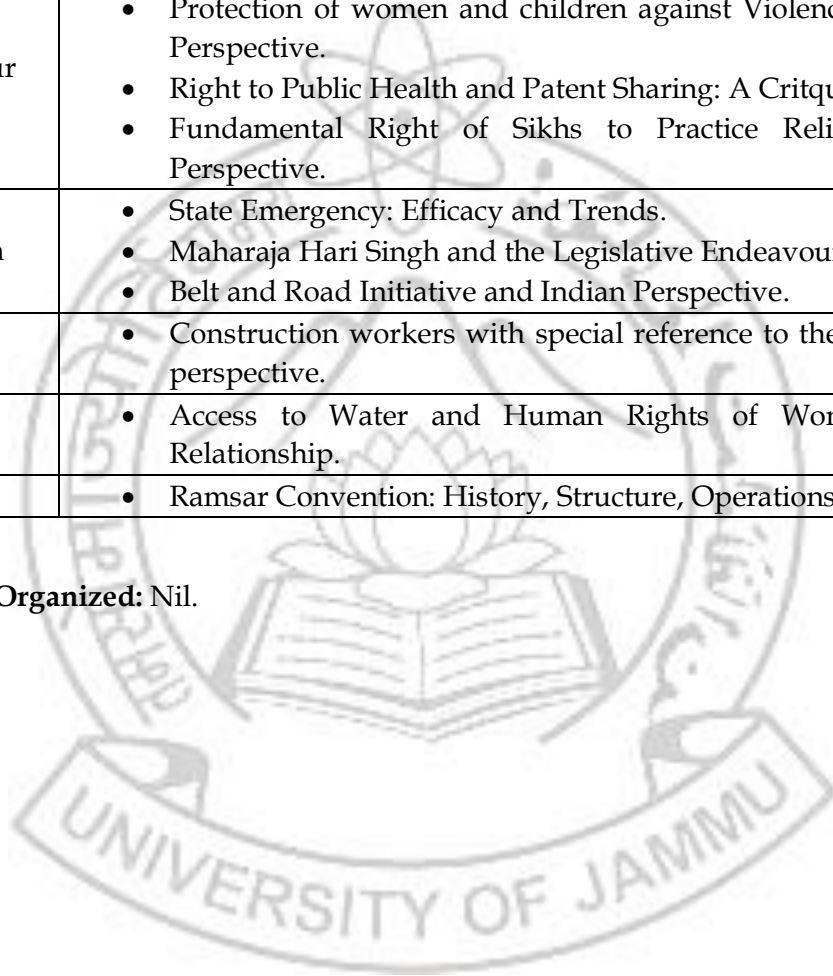 • Protection of women and children against Violenc
Perspective.
ur
• Right to Public Health and Patent Sharing: A Critqu
• Fundamental Right of Sikhs to Practice Reli
Perspective.
• State Emergency: Efficacy and Trends.
• Maharaja Hari Singh and the Legislative Endeavour
• Belt and Road Initiative and Indian Perspective.
• Construction workers with special reference to the
perspective.
• Access to Water and Human Rights of Wor
Relationship.
• Ramsar Convention: History, Structure, Operations
Organized: Nil.
UNIVERSITY OF JAMMU